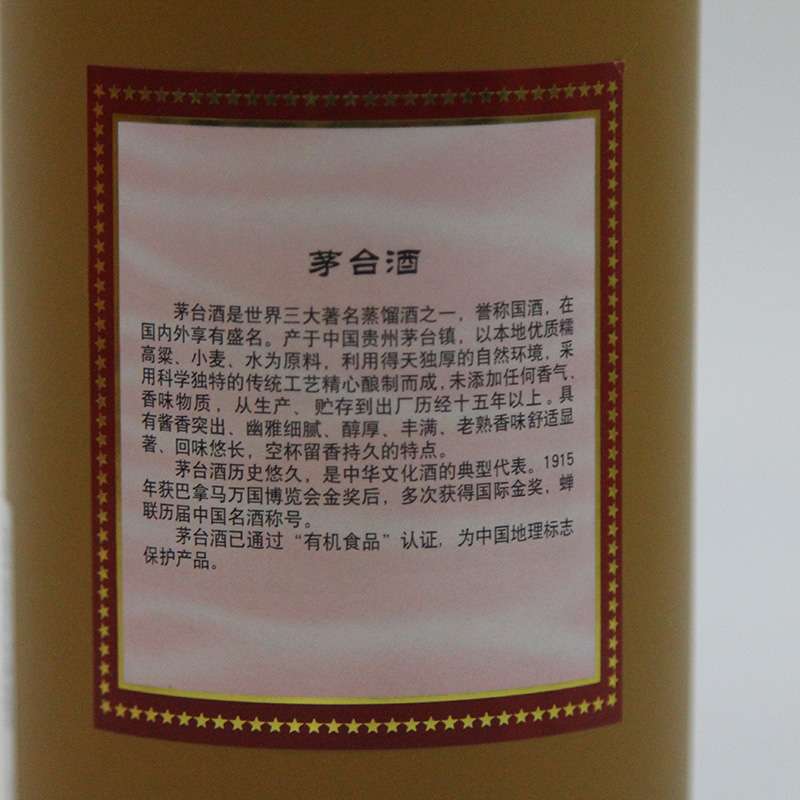 茅台酒
茅台酒是世界三大著名蒸馏酒之一，誉称国酒，在
国内外享有盛名。产于中国贵州茅台镇，以本地优质糯
高粱、小麦、水为原料，利用得天独厚的自然环境，采
用科学独特的传统工艺精心酿制而成，未添加任何香气、
香味物质，从生产、贮存到出厂历经十五年以上。具
有酱香突出、幽雅细腻、醇厚、丰满、老熟香味舒适显
著、回味悠长，空杯留香持久的特点。
茅台酒历史悠久，是中华文化酒的典型代表。1915
年获巴拿马万国博览会金奖后，多次获得国际金奖，蝉
联历届中国名酒称号。
茅台酒已通过“有机食品”认证，为中国地理标志
保护产品。